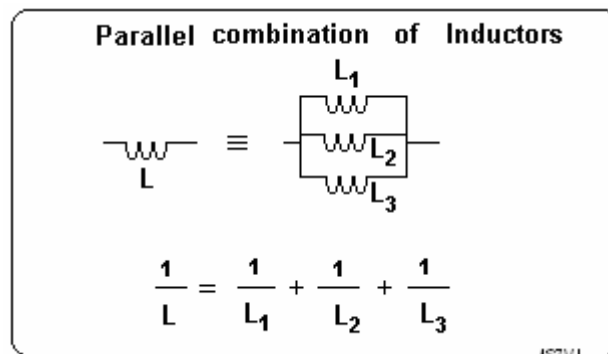 Parallel combination of Inductors
L1
L ≡ L2
L3
1/L = 1/L1 + 1/L2 + 1/L3